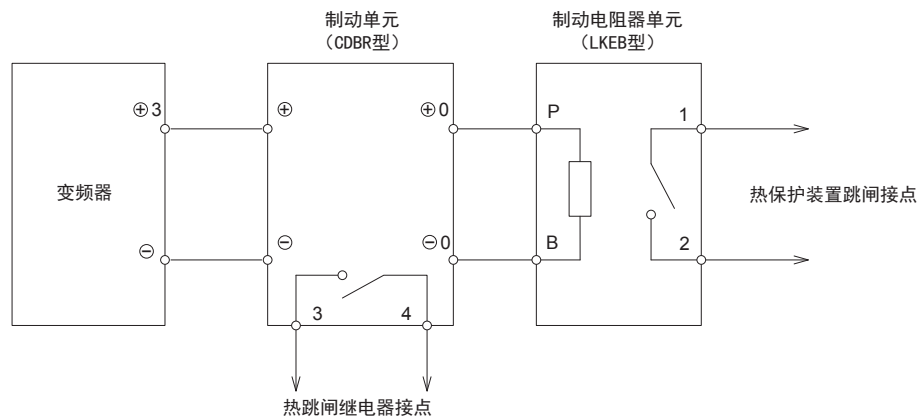 制动单元
（CDBR型）
制动电阻器单元
（LKEB型）
⊕3
⊕
⊕0
P
1
变频器
热保护装置跳闸接点
⊖
⊖
⊖0
B
2
3
4
热跳闸继电器接点